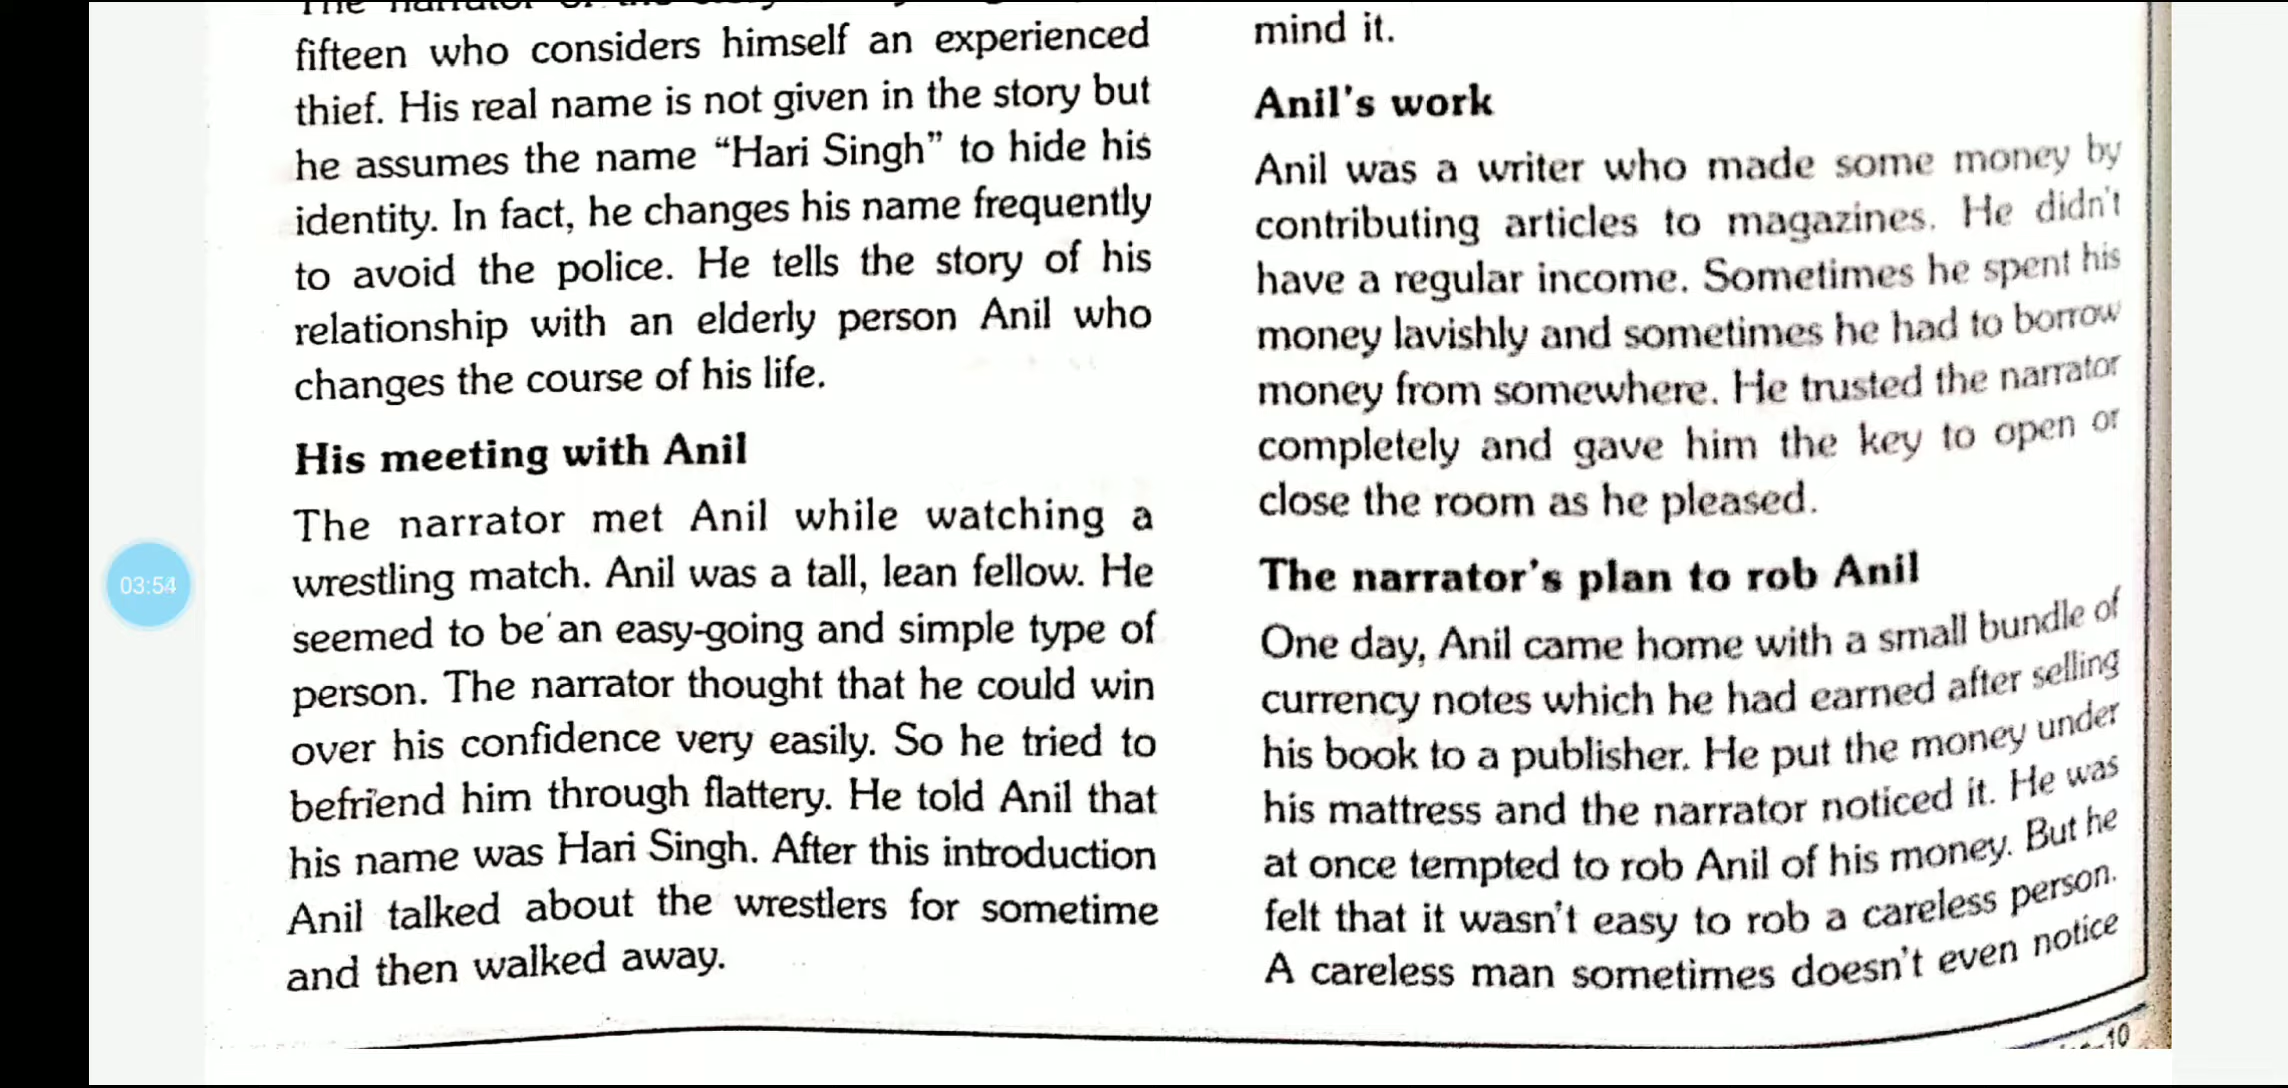 fifteen who considers himself an experienced
thief. His real name is not given in the story but
he assumes the name “Hari Singh” to hide his
identity. In fact, he changes his name frequently
to avoid the police. He tells the story of his
relationship with an elderly person Anil who
changes the course of his life.
His meeting with Anil
The narrator met Anil while watching a
wrestling match. Anil was a tall, lean fellow. He
seemed to be an easy-going and simple type of
person. The narrator thought that he could win
over his confidence very easily. So he tried to
befriend him through flattery. He told Anil that
his name was Hari Singh. After this introduction
Anil talked about the wrestlers for sometime
and then walked away.
mind it.
Anil's work
Anil was a writer who made some money by
contributing articles to magazines. He didn't
have a regular income. Sometimes he spent his
money lavishly and sometimes he had to borrow
money from somewhere. He trusted the narrator
completely and gave him the key to open or
close the room as he pleased.
The narrator's plan to rob Anil
One day, Anil came home with a small bundle of
currency notes which he had earned after selling
his book to a publisher. He put the money under
his mattress and the narrator noticed it. He was
at once tempted to rob Anil of his money. But he
felt that it wasn't easy to rob a careless person.
A careless man sometimes doesn't even notice
03:54